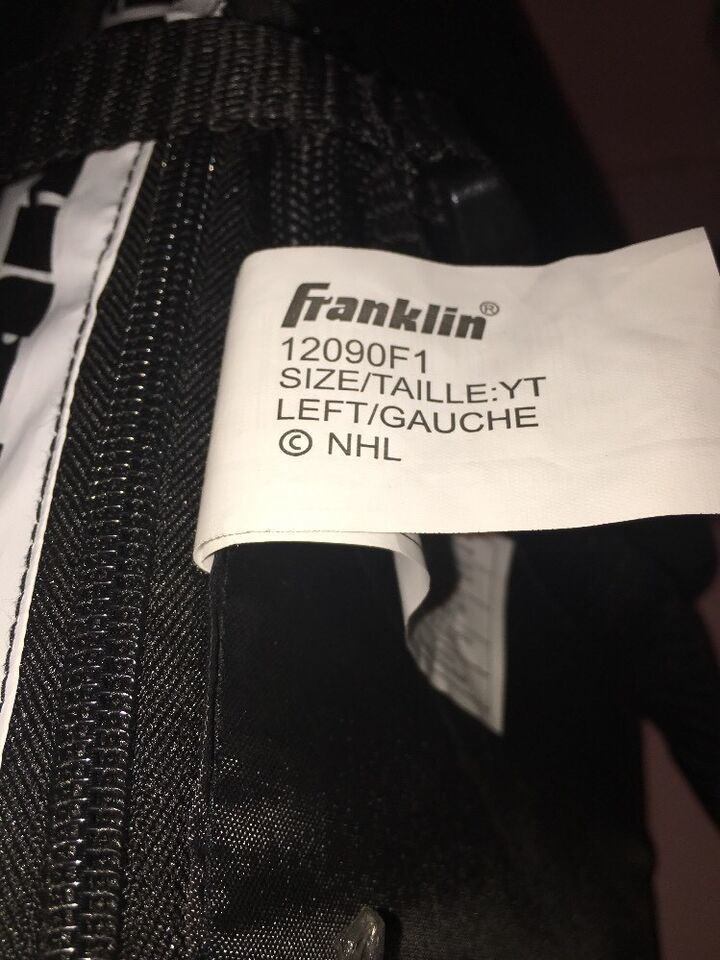 Franklin®
12090F1
SIZE/TAILLE:YT
LEFT/GAUCHE
© NHL